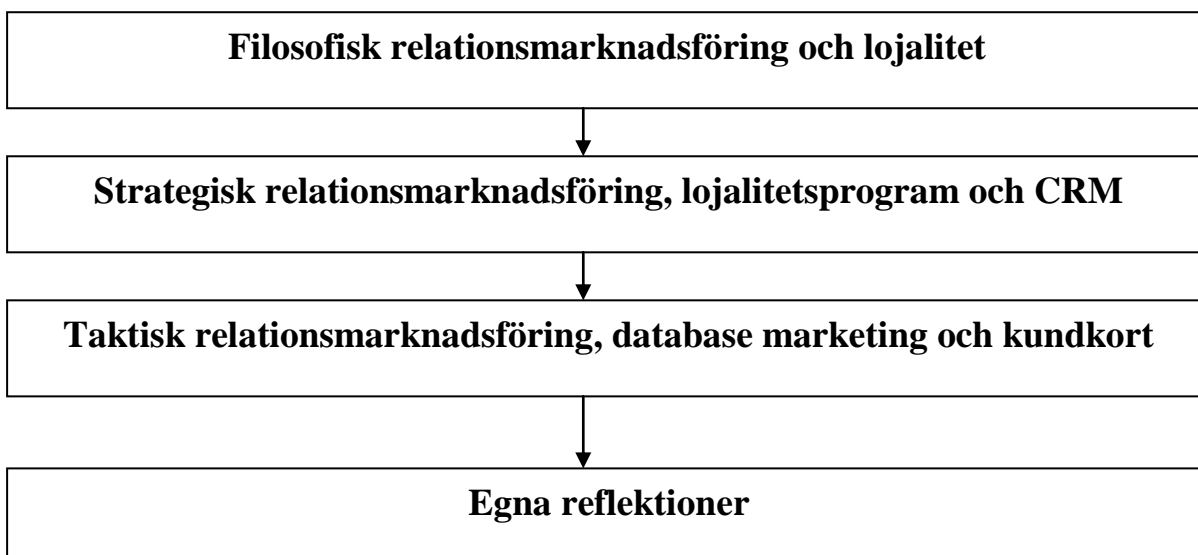 Filosofisk relationsmarknadsföring och lojalitet
Strategisk relationsmarknadsföring, lojalitetsprogram och CRM
Taktisk relationsmarknadsföring, database marketing och kundkort
Egna reflektioner